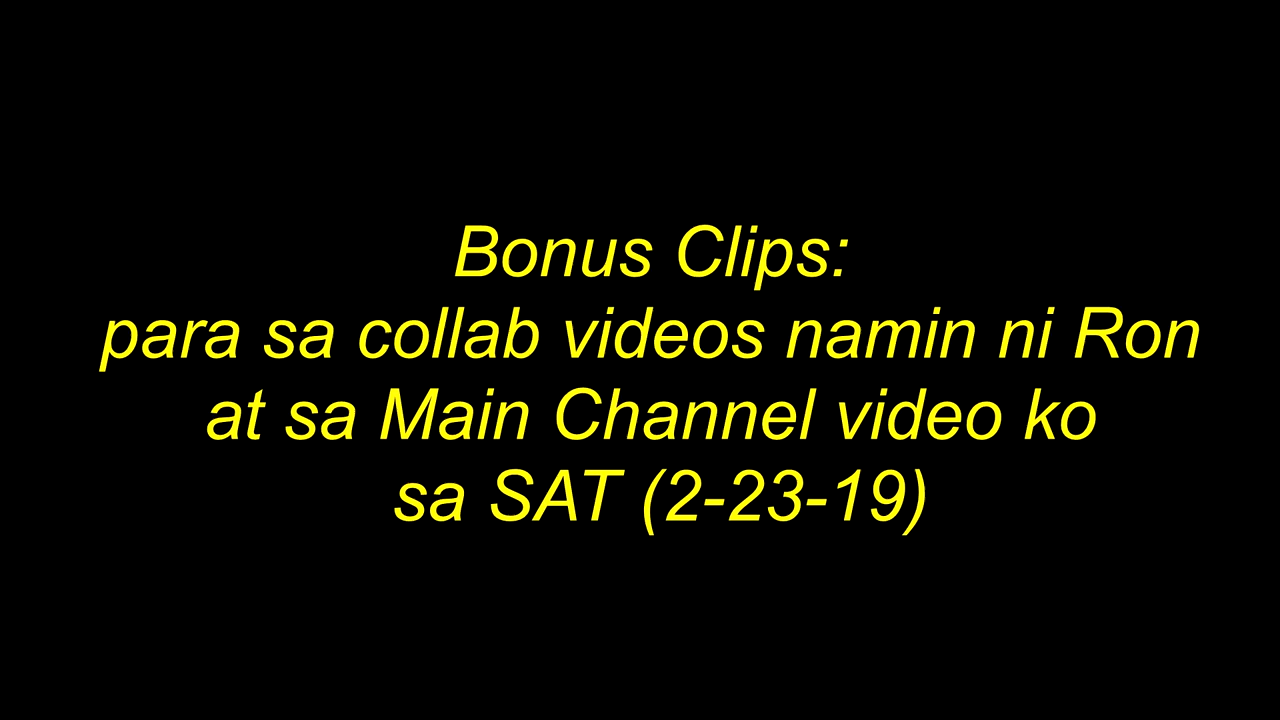 Bonus Clips:
para sa collab videos namin ni Ron
at sa Main Channel video ko
sa SAT (2-23-19)